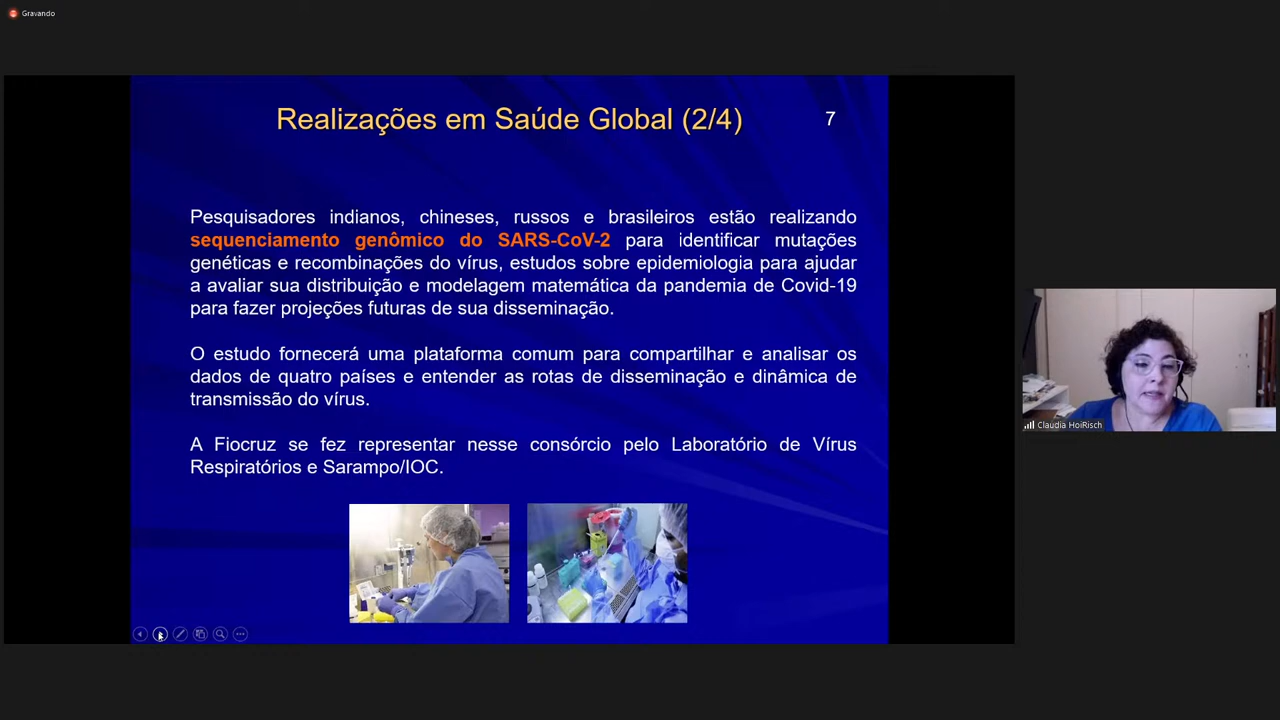 Gravando
Realizações em Saúde Global (2/4)
7
Pesquisadores indianos, chineses, russos e brasileiros estão realizando
sequenciamento genômico do SARS-CoV-2 para identificar mutações
genéticas e recombinações do vírus, estudos sobre epidemiologia para ajudar
a avaliar sua distribuição e modelagem matemática da pandemia de Covid-19
para fazer projeções futuras de sua disseminação.
O estudo fornecerá uma plataforma comum para compartilhar e analisar os
dados de quatro países e entender as rotas de disseminação e dinâmica de
transmissão do vírus.
A Fiocruz se fez representar nesse consórcio pelo Laboratório de Vírus
Respiratórios e Sarampo/IOC.
Claudia HoiRisch